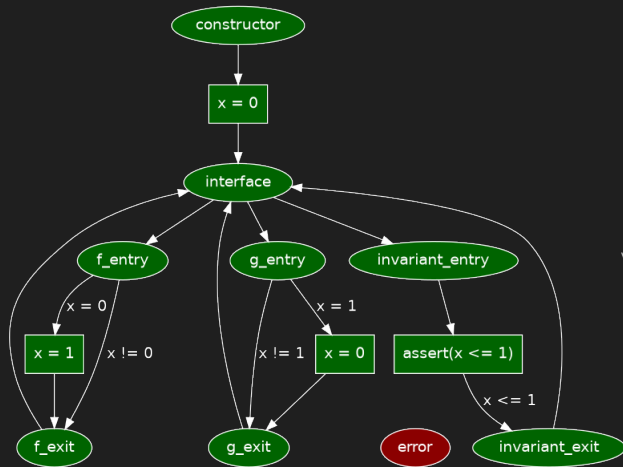 constructor
x = 0
interface
f_entry
g_entry
invariant_entry
x = 0
x = 1
x = 1
x != 0
x != 1
x = 0
assert(x <= 1)
x <= 1
f_exit
g_exit
error
invariant_exit